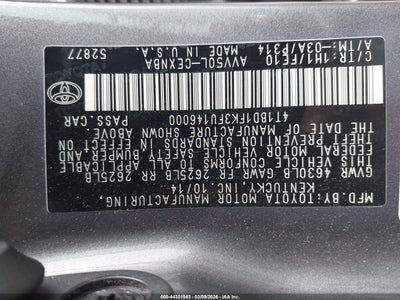 MFD.BY:TOYOTA MOTOR MANUFACTURING,
KENTUCKY, INC. 10/14
GVWR 4630LB GAWR FR 2625LB RR 2625LB
THIS VEHICLE CONFORMS TO ALL APPLICABLE
FEDERAL MOTOR VEHICLE SAFETY, BUMPER, AND
THEFT PREVENTION STANDARDS IN EFFECT ON
THE DATE OF MANUFACTURE SHOWN ABOVE.
4T1BD1FK3FU146000
PASS.CAR
C/TR:1H1/FC10
A/TM:-03A/P314
AVV50L-CEXNBA
MADE IN U.S.A.
52877
000-44331543 - 02/09/2026 - IAA